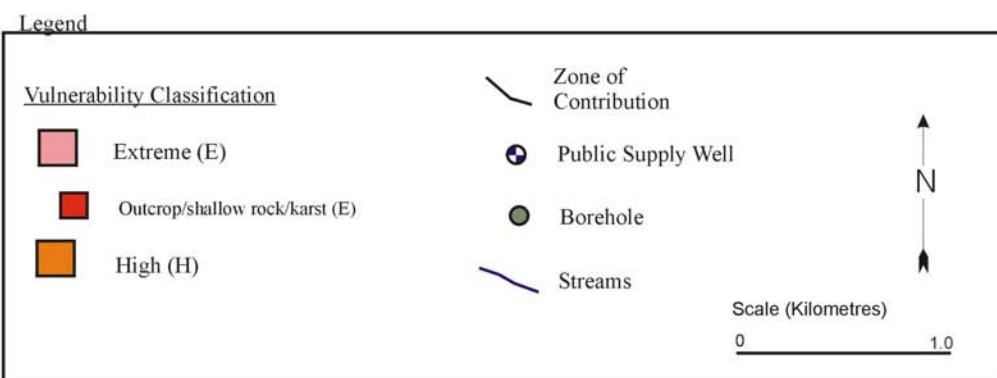 Legend
Vulnerability Classification
Extreme (E)
Outcrop/shallow rock/karst (E)
High (H)
Zone of
Contribution
Public Supply Well
Borehole
Streams
N
Scale (Kilometres)
0 1.0